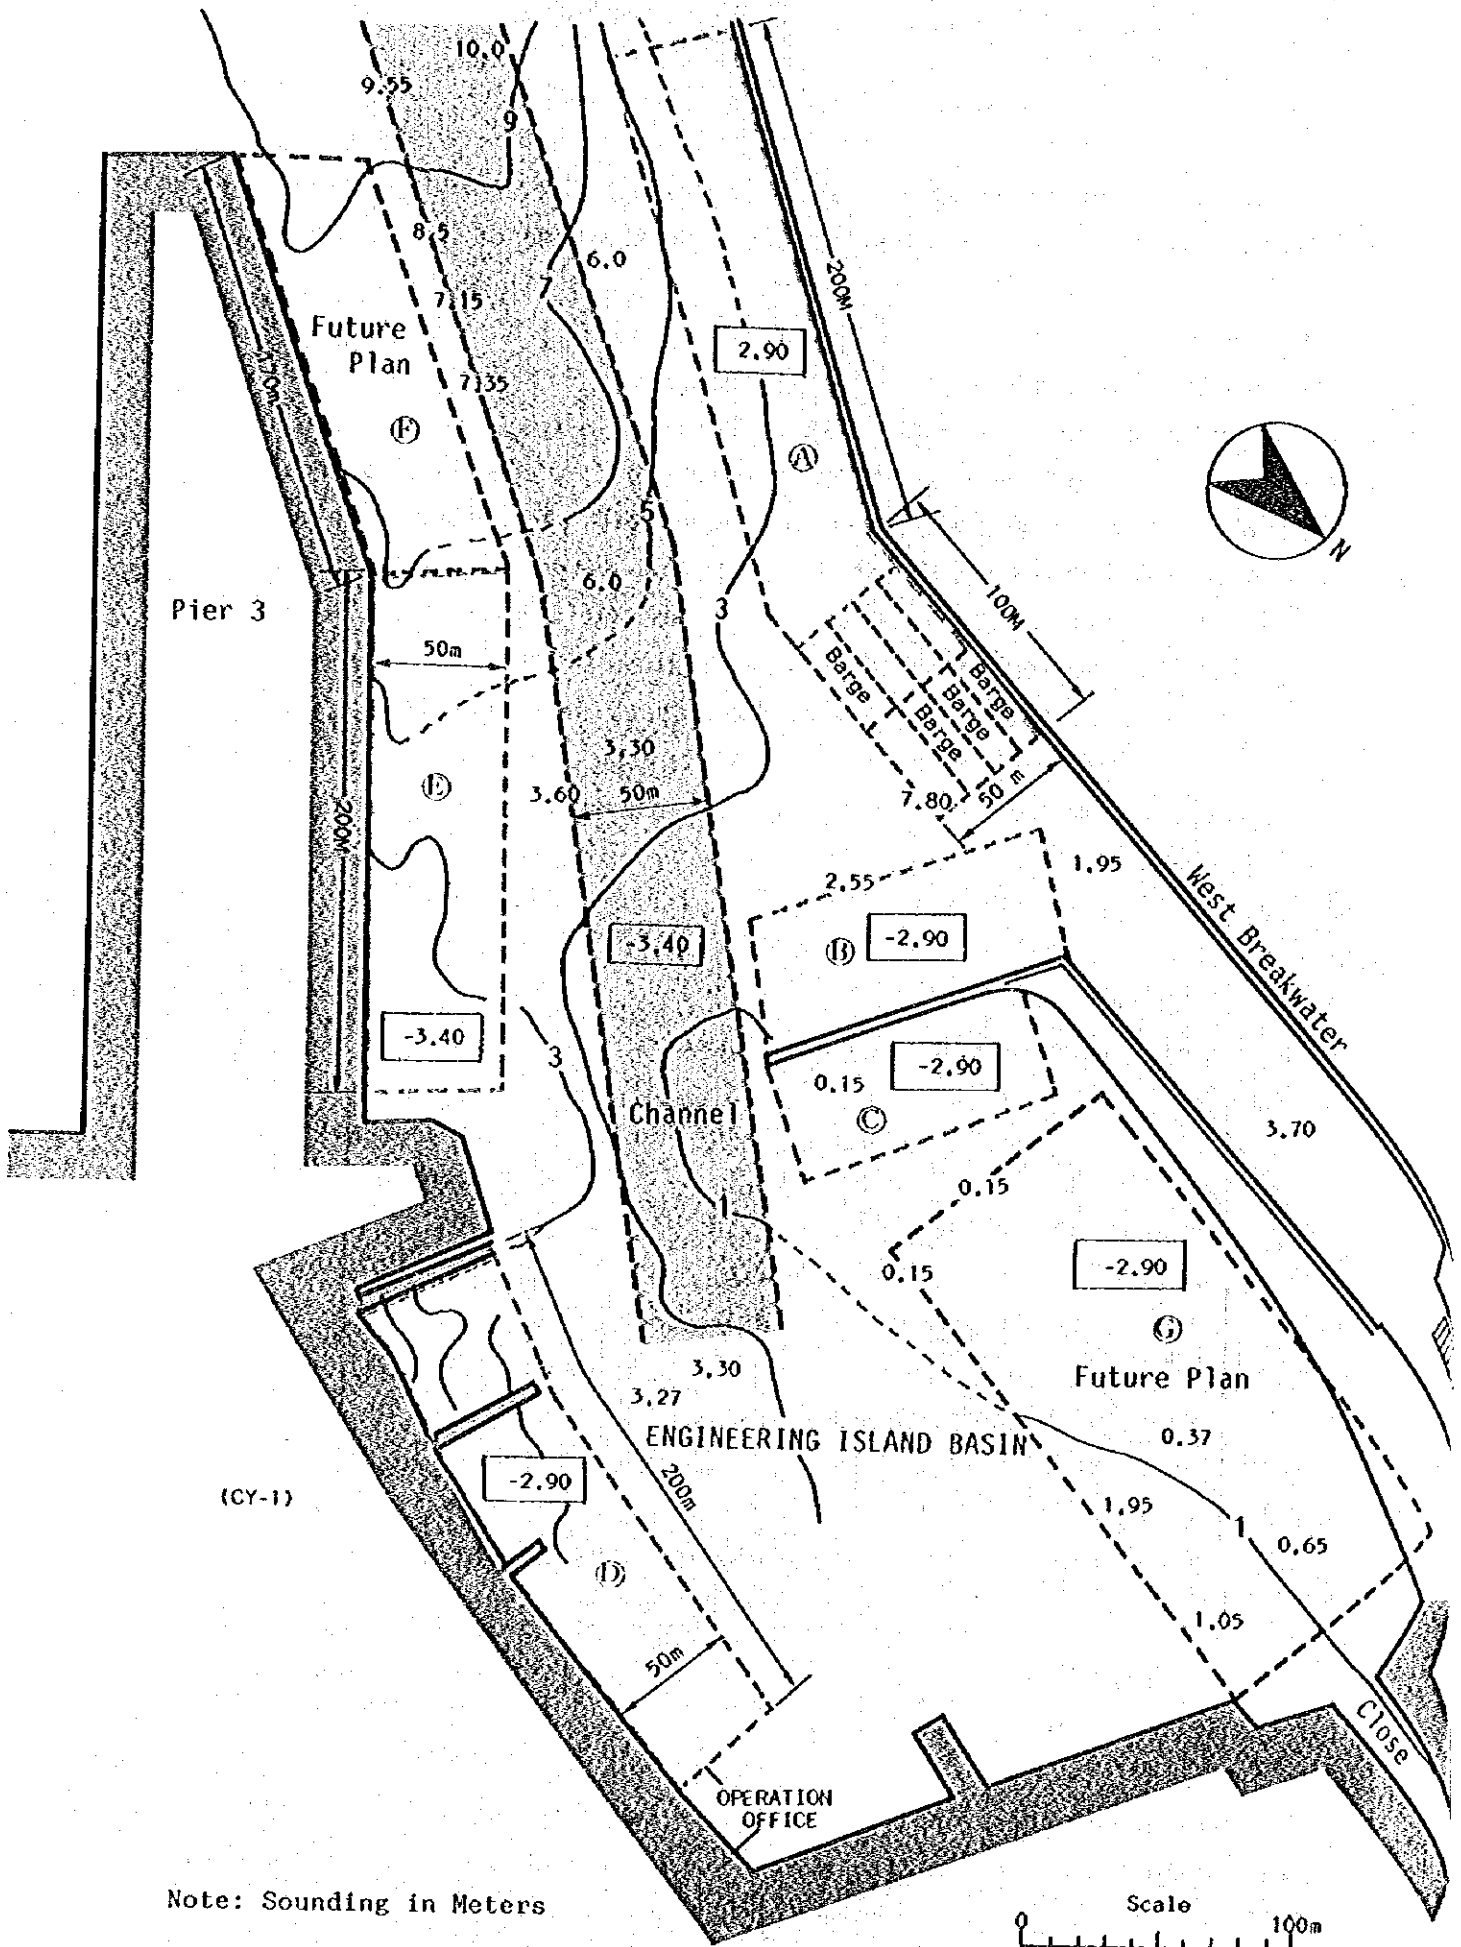 10.0
9.55
9
8.5
6.0
200M
7
7.15
Future
Plan
2.90
7.35
F
A
5
N
6.0
3
100M
Pier 3
50m
Barge
Barge
Barge
Barge
3.30
E
3.60
50m
7.80
50 m
200M
1.95
2.55
West Breakwater
-3.40
B
-2.90
-3.40
3
-2.90
0.15
Channel
C
3.70
0.15
1
0.15
-2.90
G
3.30
Future Plan
3.27
ENGINEERING ISLAND BASIN
0.37
200m
-2.90
(CY-1)
1.95
1
0.65
D
1.05
50m
Close
OPERATION
OFFICE
Note: Sounding in Meters
Scale
0
100m